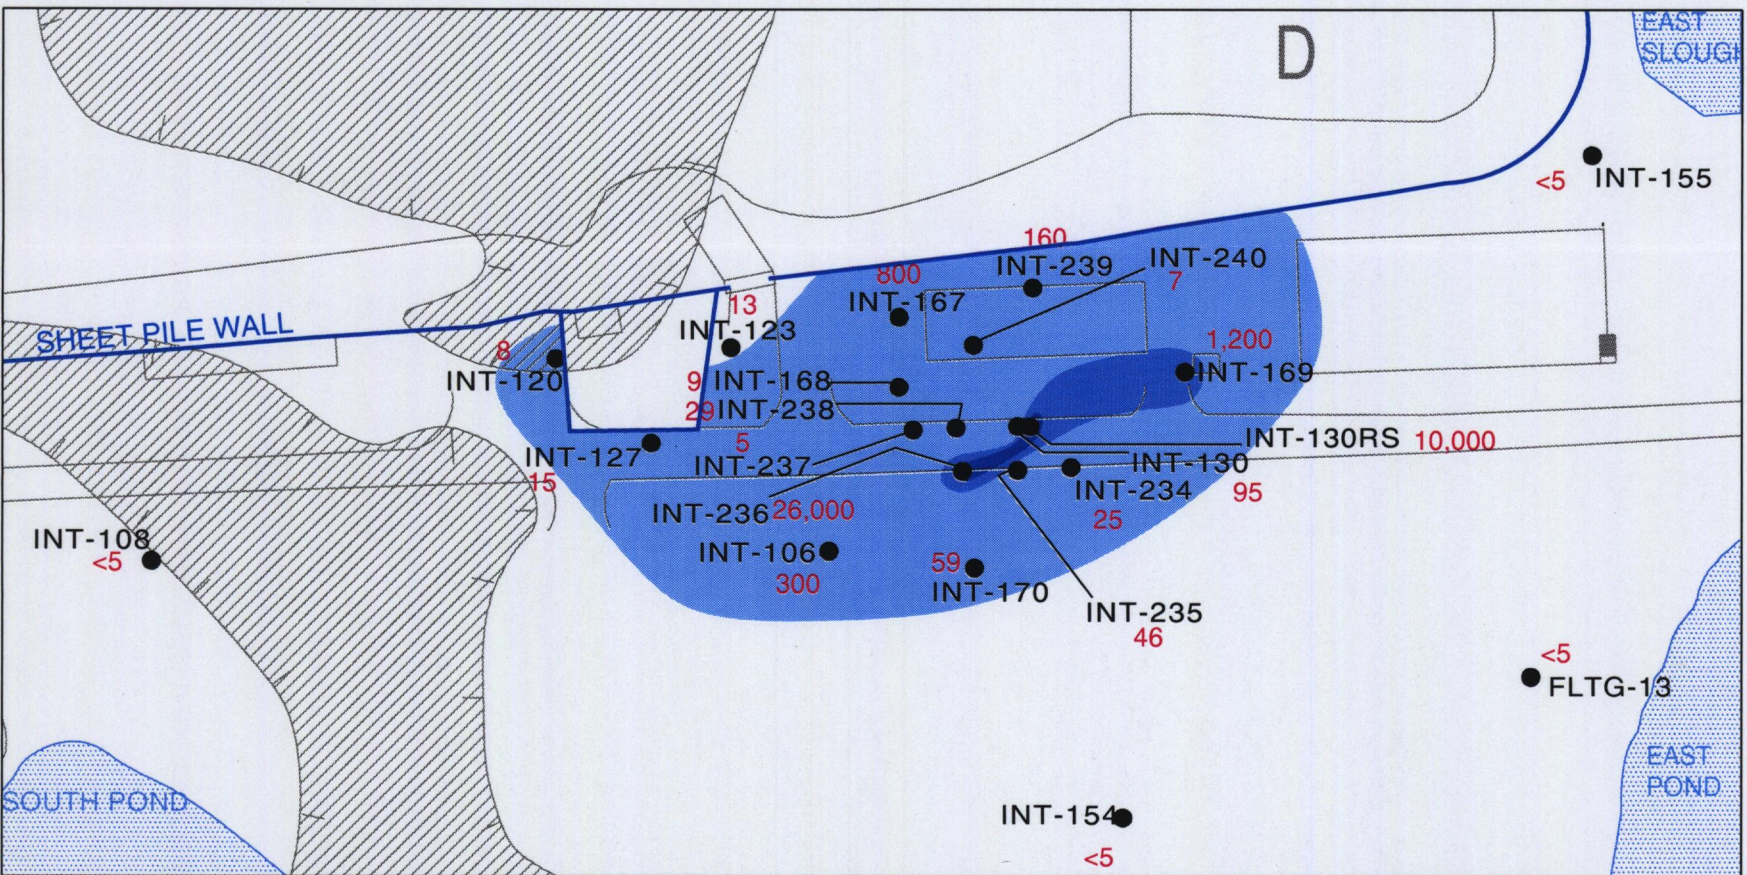 EAST
SLOUGH
D
<5
INT-155
160
INT-239
INT-240
7
800
INT-167
13
INT-123
SHEET PILE WALL
8
INT-120
1,200
INT-169
9
INT-168
29
INT-238
5
INT-237
INT-127
15
INT-130RS
10,000
INT-130
95
INT-234
25
INT-236
26,000
INT-108
<5
INT-106
300
59
INT-170
INT-235
46
<5
FLTG-13
EAST
POND
SOUTH POND
INT-154
<5